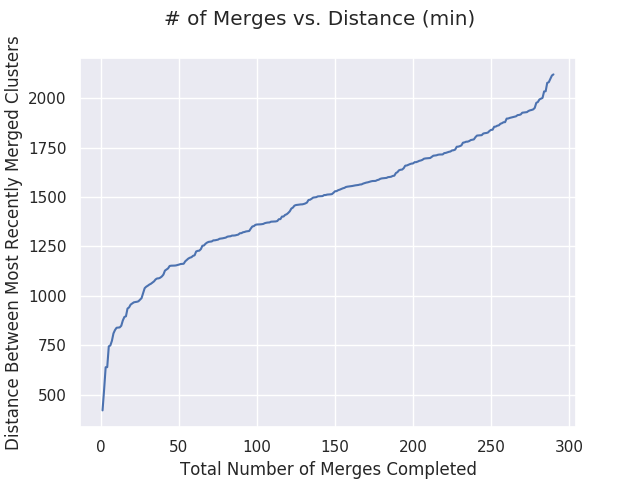 # of Merges vs. Distance (min)
Distance Between Most Recently Merged Clusters
2000
1750
1500
1250
1000
750
500
0 50 100 150 200 250 300
Total Number of Merges Completed